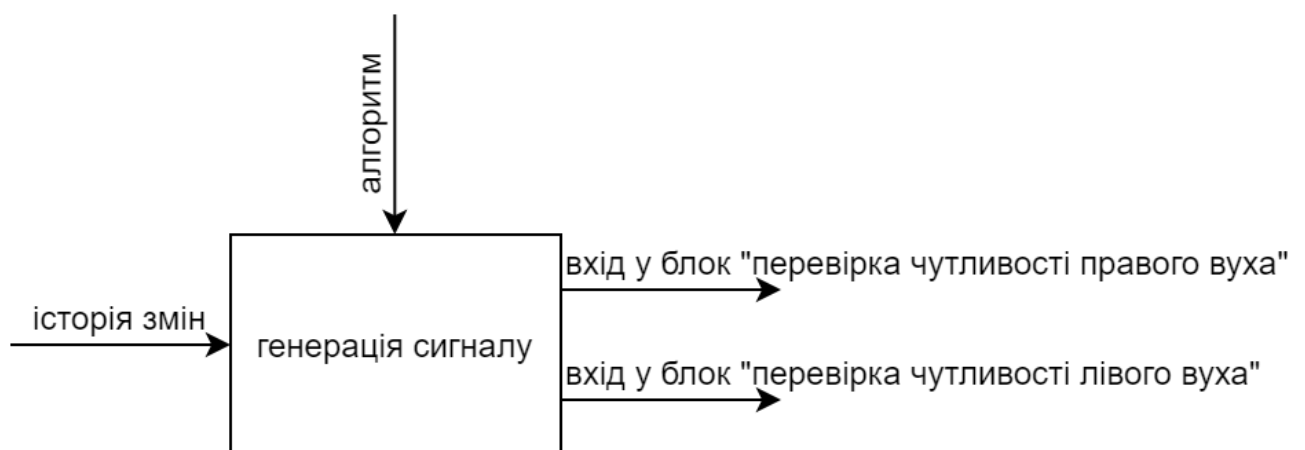 алгоритм
вхід у блок "перевірка чутливості правого вуха"
історія змін
генерація сигналу
вхід у блок "перевірка чутливості лівого вуха"